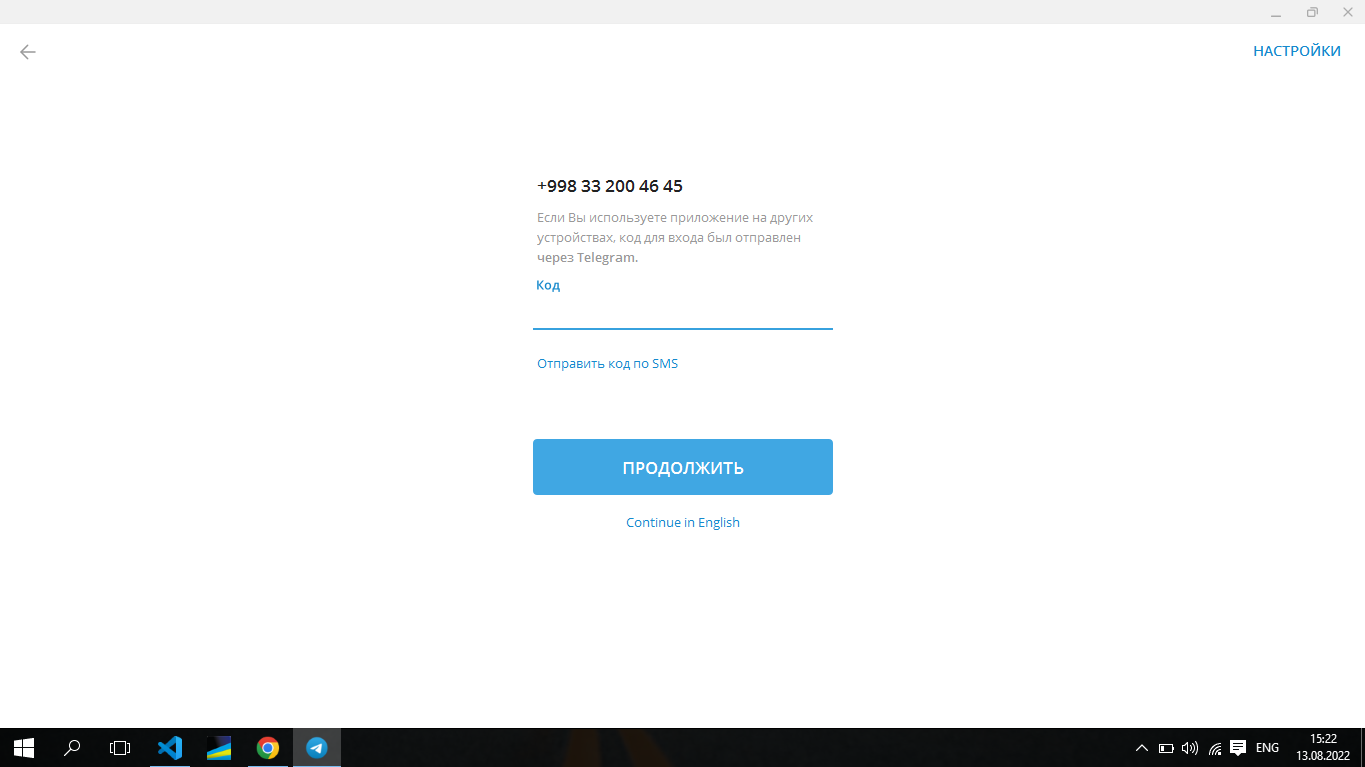 НАСТРОЙКИ
+998 33 200 46 45
Если Вы используете приложение на других
устройствах, код для входа был отправлен
через Telegram.
Код
Отправить код по SMS
ПРОДОЛЖИТЬ
Continue in English
ENG
15:22
13.08.2022